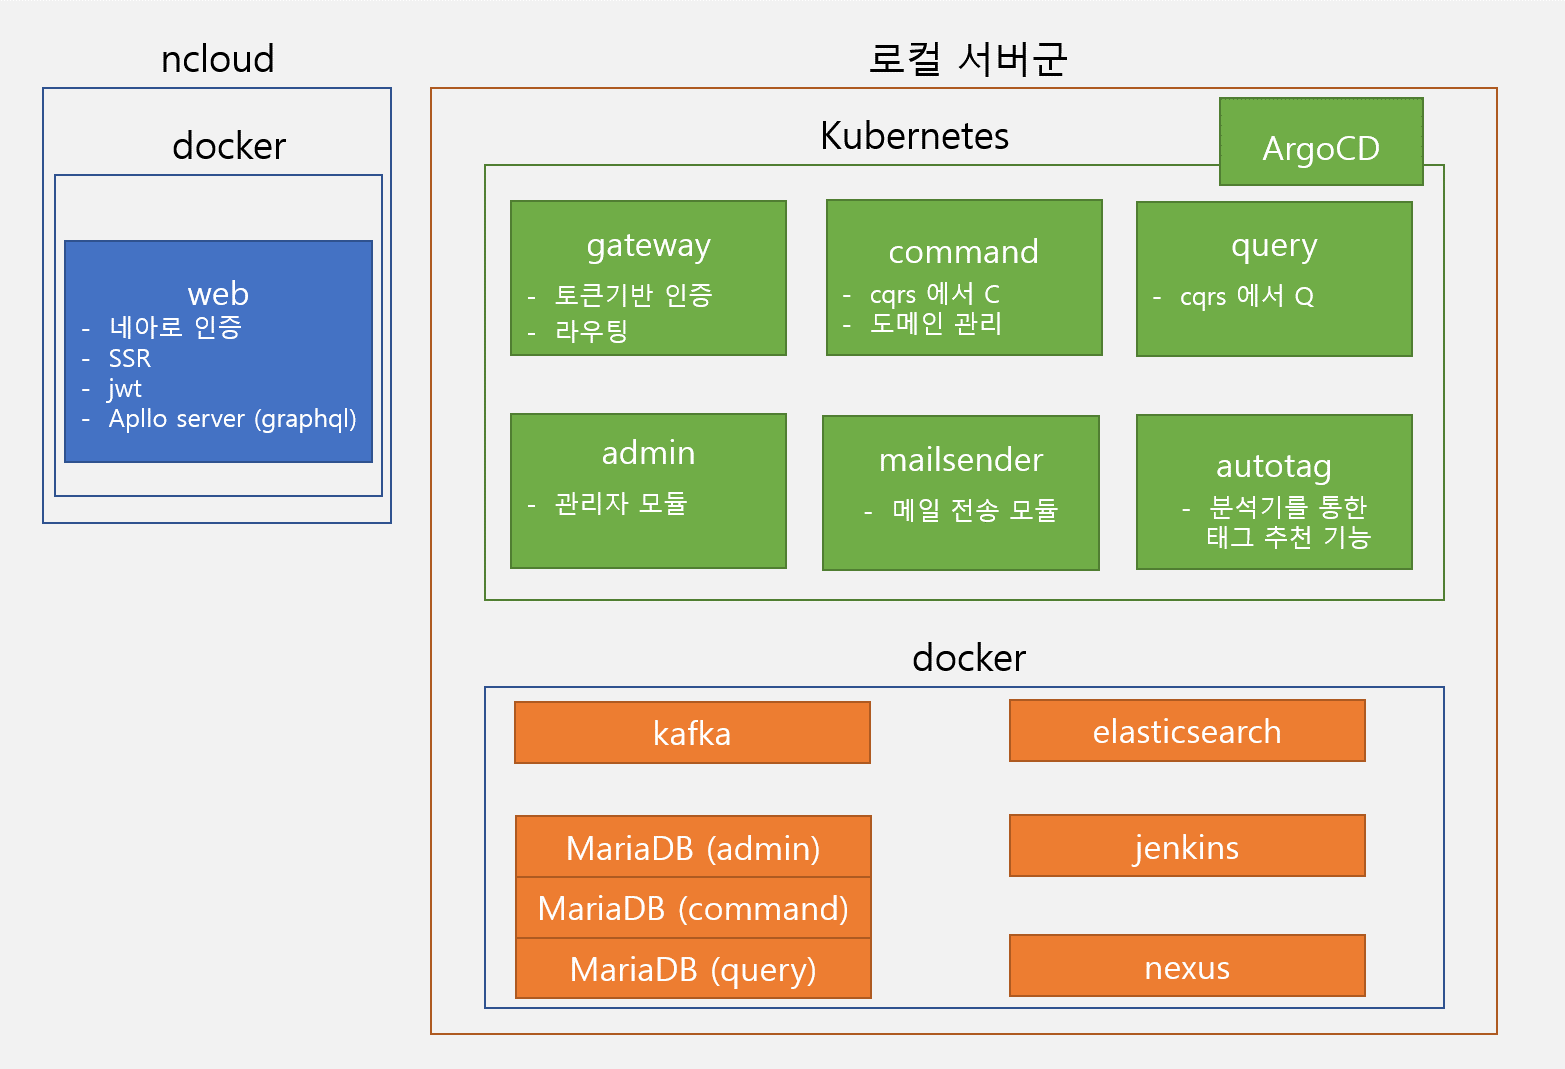 ncloud
docker
web
- 네아로 인증
- SSR
- jwt
- Apllo server (graphql)
로컬 서버군
Kubernetes
ArgoCD
gateway
- 토큰기반 인증
- 라우팅
command
- cqrs 에서 C
- 도메인 관리
query
- cqrs 에서 Q
admin
- 관리자 모듈
mailsender
- 메일 전송 모듈
autotag
- 분석기를 통한
태그 추천 기능
docker
kafka
elasticsearch
MariaDB (admin)
MariaDB (command)
MariaDB (query)
jenkins
nexus